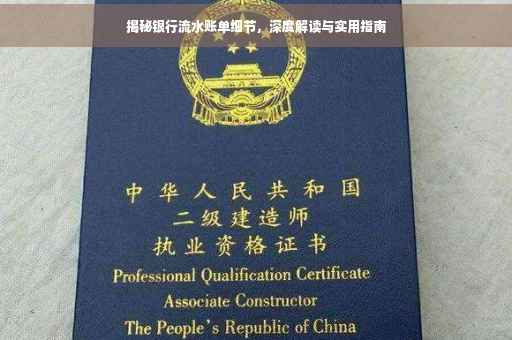 揭秘银行流水账单细节，深度解读与实用指南
中华人民共和国
二级建造师
执业资格证书
Professional Qualification Certificate
Associate Constructor
The People's Republic of China